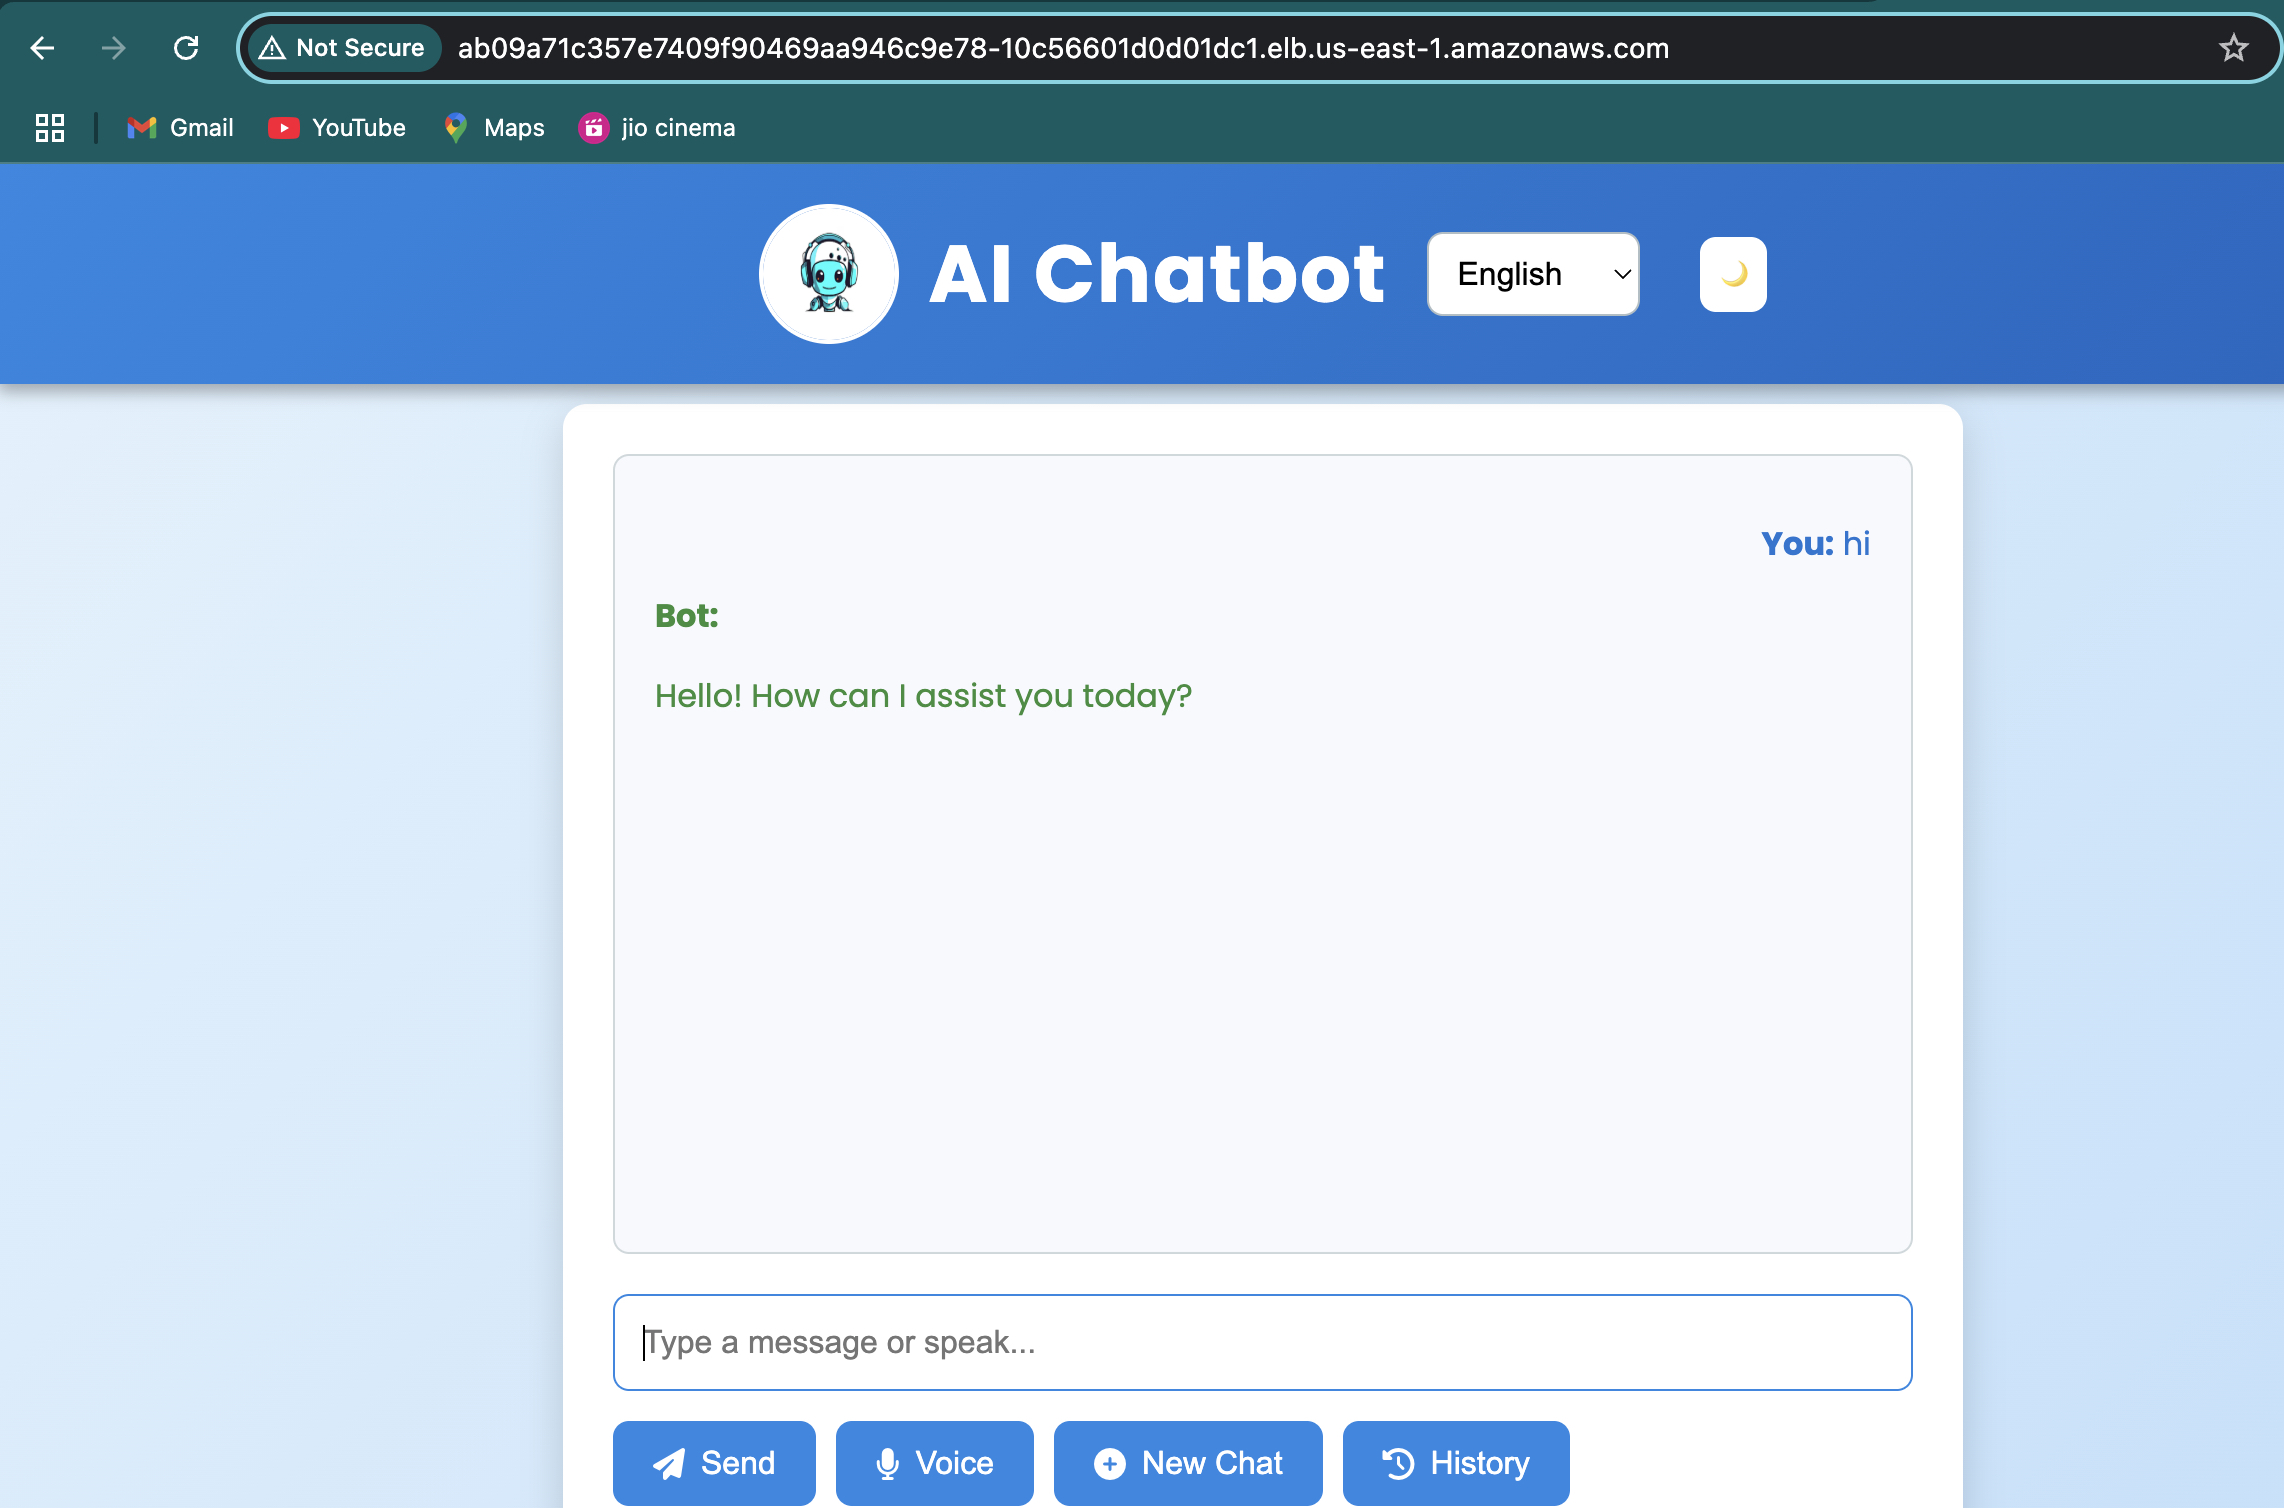 Not Secure ab09a71c357e7409f90469aa946c9e78-10c56601d0d01dc1.elb.us-east-1.amazonaws.com
Gmail YouTube Maps jio cinema
AI Chatbot English
You: hi
Bot:
Hello! How can I assist you today?
Type a message or speak...
Send Voice New Chat History